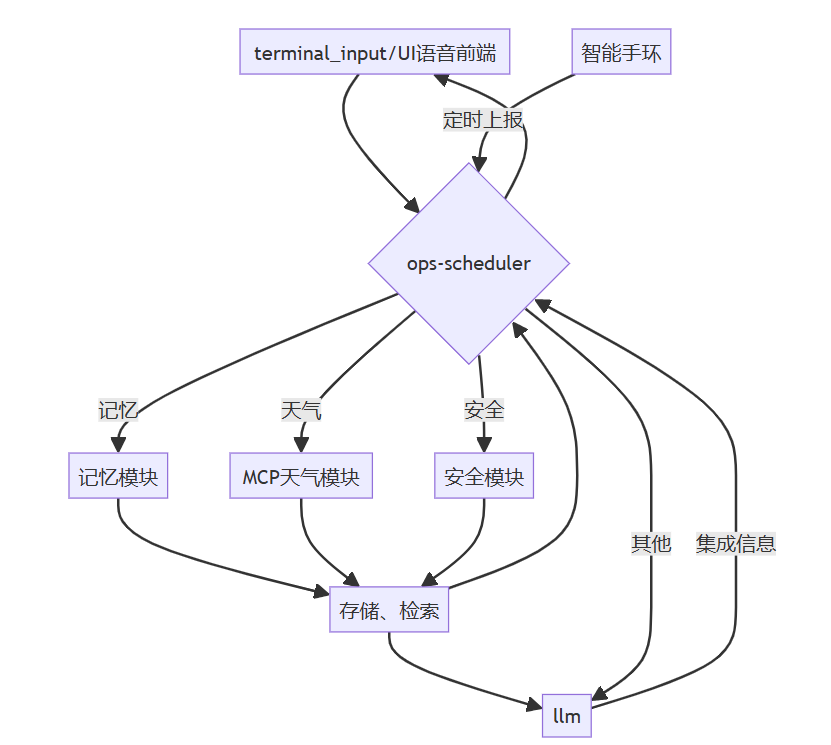 terminal_input/UI语音前端
智能手环
定时上报
ops-scheduler
记忆
天气
安全
记忆模块
MCP天气模块
安全模块
其他
集成信息
存储、检索
llm